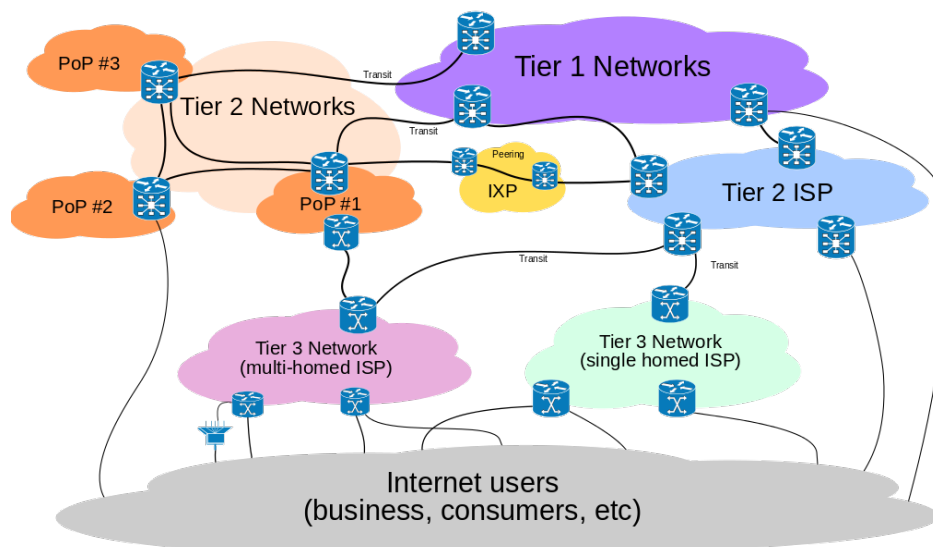 PoP #3
Transit
Tier 1 Networks
Tier 2 Networks
Transit
Peering
IXP
Tier 2 ISP
PoP #2
PoP #1
Transit
Transit
Tier 3 Network
(multi-homed ISP)
Tier 3 Network
(single homed ISP)
Internet users
(business, consumers, etc)